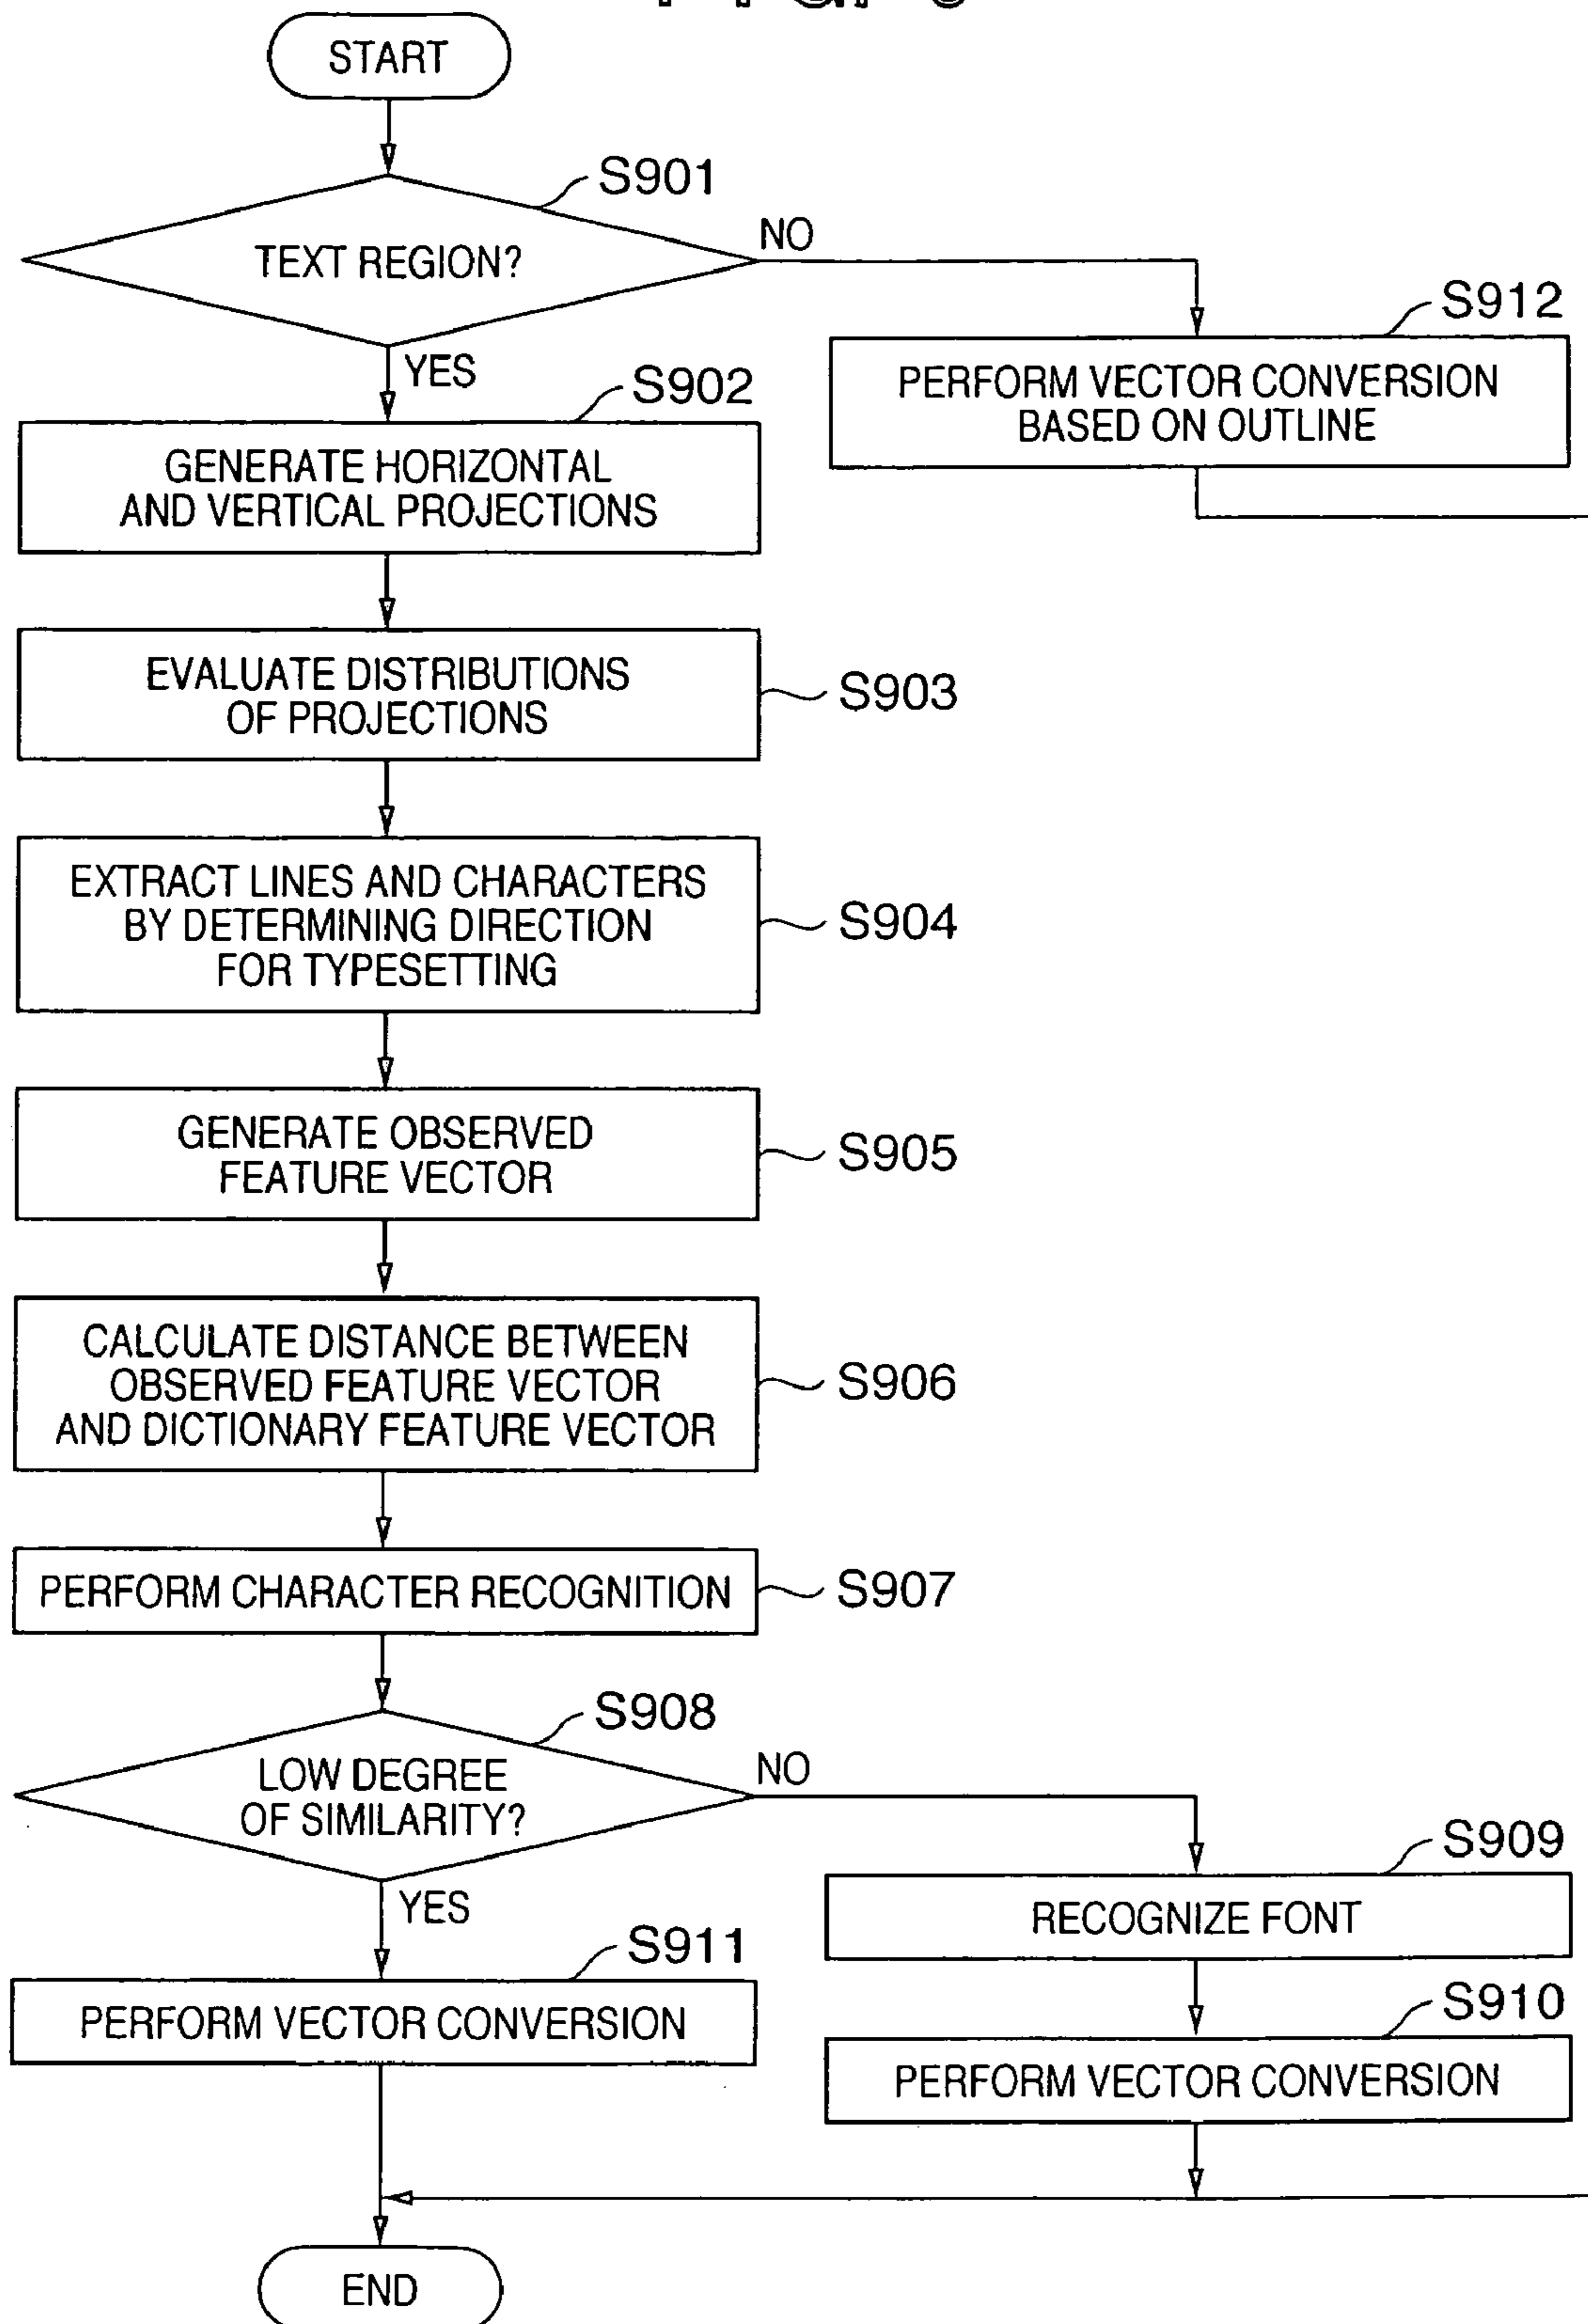 START
S901
TEXT REGION?
NO
S912
PERFORM VECTOR CONVERSION
BASED ON OUTLINE
YES
S902
GENERATE HORIZONTAL
AND VERTICAL PROJECTIONS
EVALUATE DISTRIBUTIONS
OF PROJECTIONS
S903
EXTRACT LINES AND CHARACTERS
BY DETERMINING DIRECTION
FOR TYPESETTING
S904
GENERATE OBSERVED
FEATURE VECTOR
S905
CALCULATE DISTANCE BETWEEN
OBSERVED FEATURE VECTOR
AND DICTIONARY FEATURE VECTOR
S906
PERFORM CHARACTER RECOGNITION
S907
S908
LOW DEGREE
OF SIMILARITY?
NO
S909
RECOGNIZE FONT
YES
S911
PERFORM VECTOR CONVERSION
S910
PERFORM VECTOR CONVERSION
END